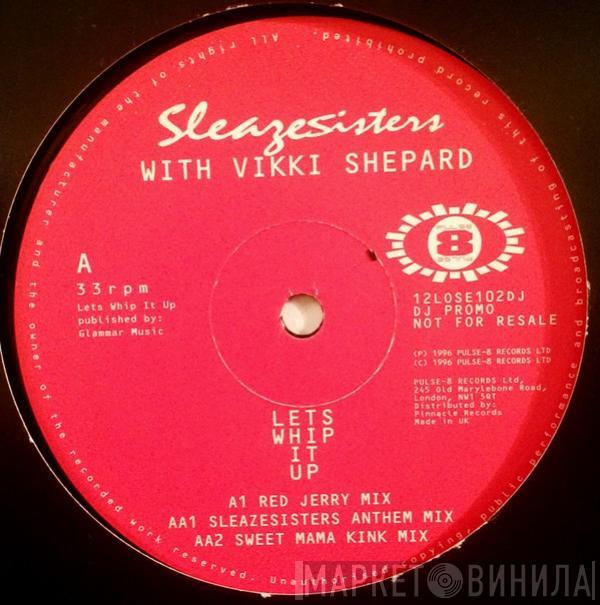 Sleazesisters
WITH VIKKI SHEPARD
PULSE
8
A
33rpm
Lets Whip It Up
published by:
Glammar Music
12LOSE102DJ
DJ PROMO
NOT FOR RESALE
(P) 1996 PULSE-8 RECORDS LTD
(C) 1996 PULSE-8 RECORDS LTD
PULSE-8 RECORDS Ltd,
245 Old Marylebone Road,
London, NW1 5QT
Distributed by:
Pinnacle Records
Made in UK
LETS
WHIP
IT
UP
A1 RED JERRY MIX
AA1 SLEAZESISTERS ANTHEM MIX
AA2 SWEET MAMA KINK MIX
All rights of the manufacturer and the owner of the recorded work reserved. Unauthorised copying, public performance and broadcasting of this record prohibited.
МАРКЕТ ВИНИЛА